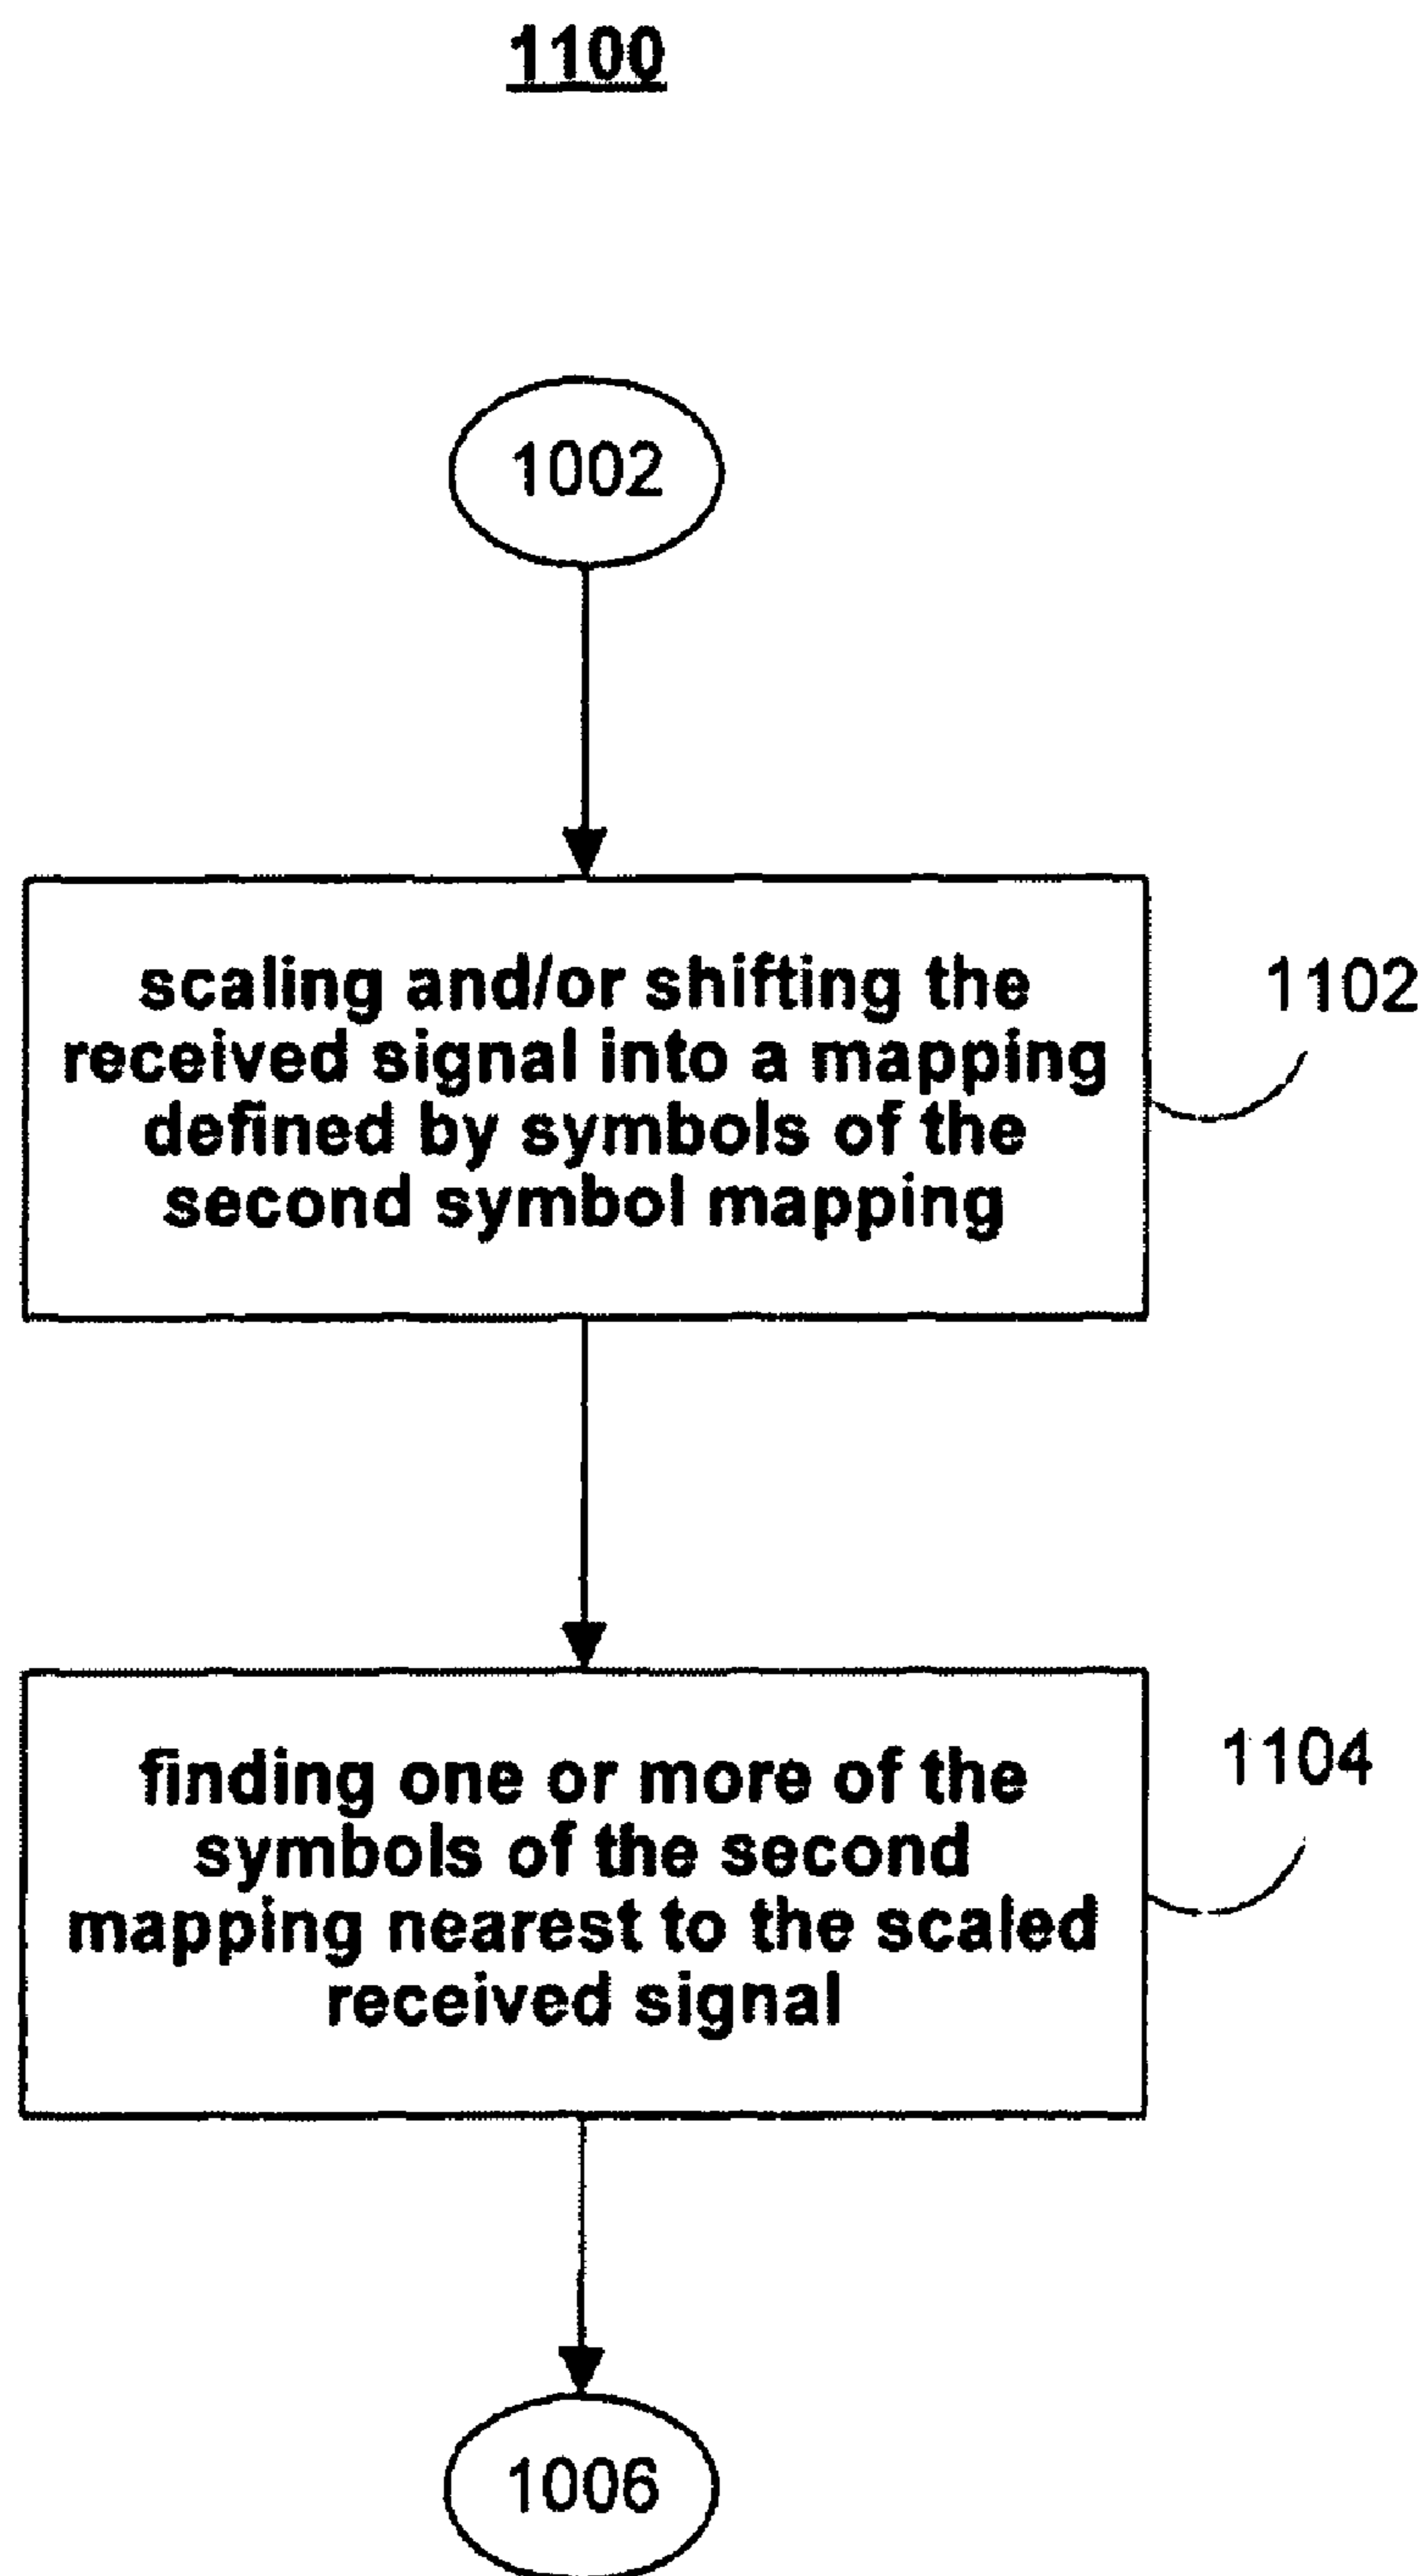 1100
1002
scaling and/or shifting the
received signal into a mapping
defined by symbols of the
second symbol mapping
1102
finding one or more of the
symbols of the second
mapping nearest to the scaled
received signal
1104
1006